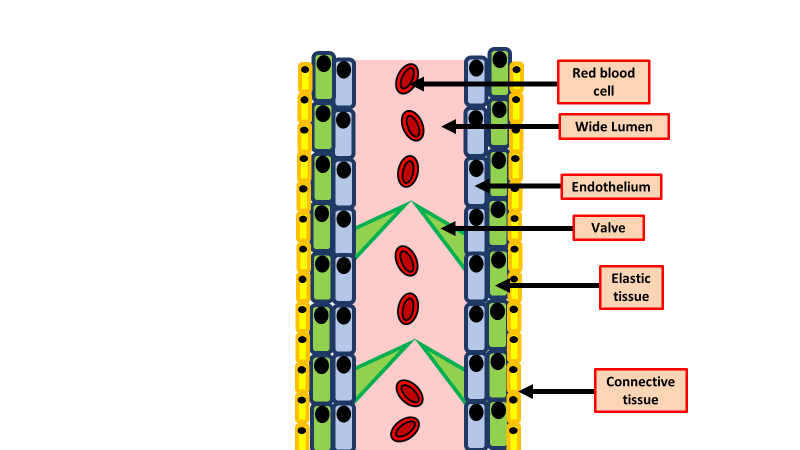 Red blood
cell
Wide Lumen
Endothelium
Valve
Elastic
tissue
Connective
tissue